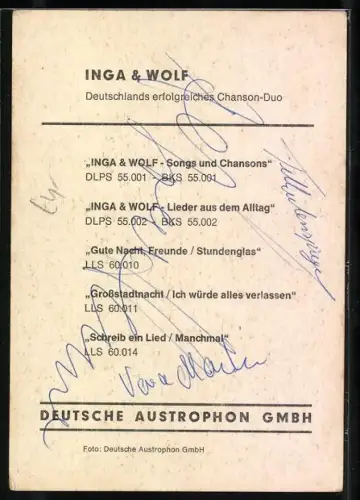 INGA & WOLF
Deutschlands erfolgreiches Chanson-Duo
„INGA & WOLF - Songs und Chansons“
DLPS 55.001 - BKS 55.001
„INGA & WOLF - Lieder aus dem Alltag“
DLPS 55.002 - BKS 55.002
„Gute Nacht, Freunde / Stundenglas“
LLS 60.010
„Großstadtnacht / Ich würde alles verlassen“
LLS 60.011
„Schreib ein Lied / Manchmal“
LLS 60.014
DEUTSCHE AUSTROPHON GMBH
Foto: Deutsche Austrophon GmbH